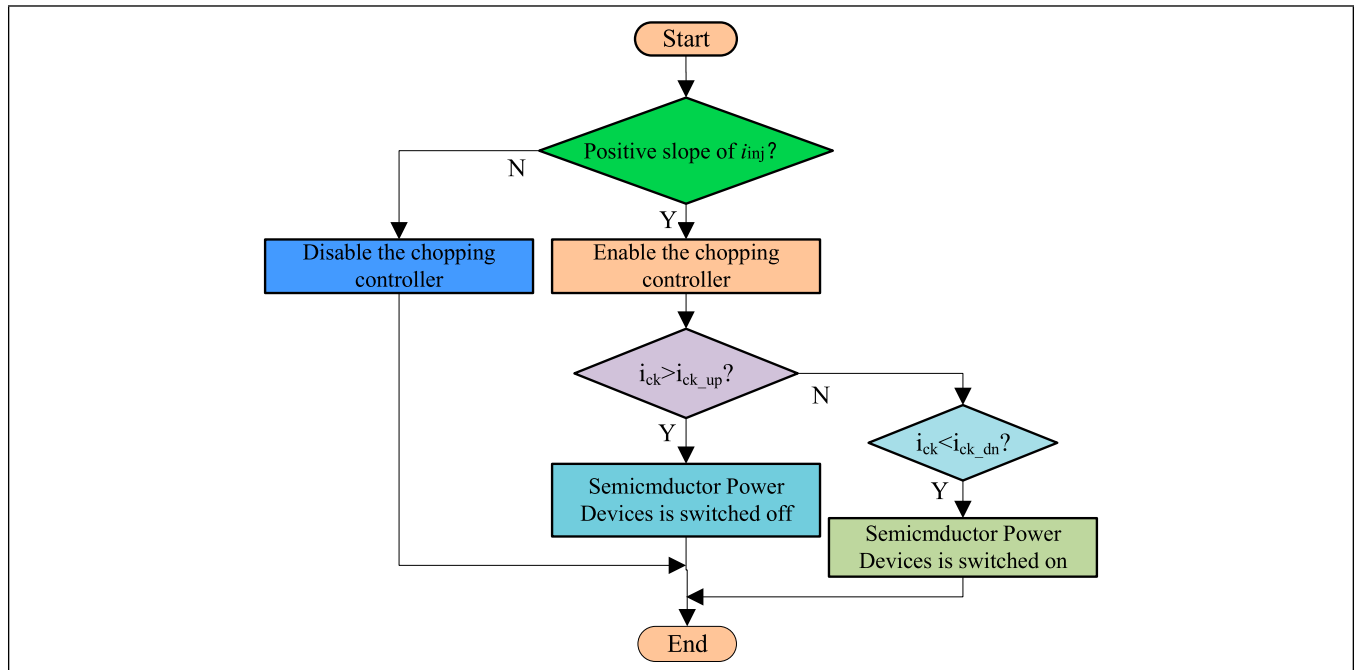 Start
Positive slope of iinj?
N
Y
Disable the chopping
controller
Enable the chopping
controller
ick>ick_up?
N
Y
ick<ick_dn?
Y
Semicmductor Power
Devices is switched off
Semicmductor Power
Devices is switched on
End